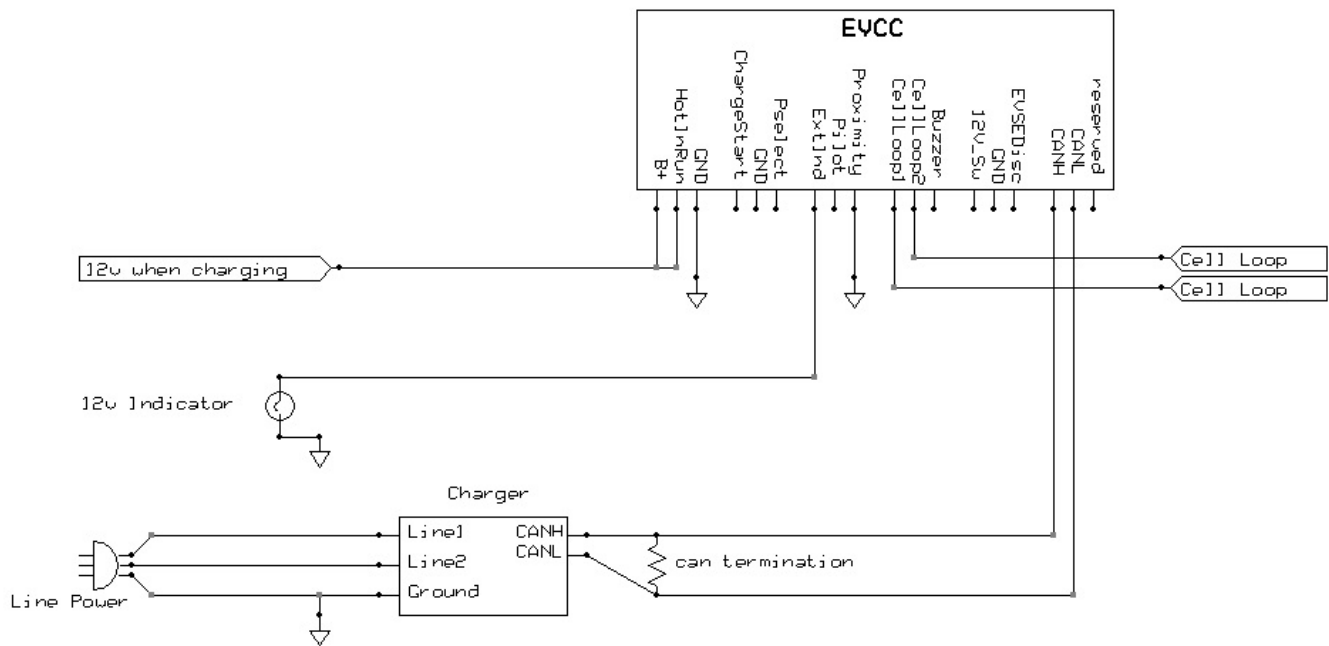 EVCC
B+
HotInRun
GND
ChargeStart
GND
Pselect
ExtInd
Pilot
Proximity
CellLoop1
CellLoop2
Buzzer
12V_Sw
GND
EVSEDisc
CANH
CANL
reserved
12v when charging
Cell Loop
Cell Loop
12v Indicator
Charger
Line1
CANH
CANL
Line2
can termination
Ground
Line Power